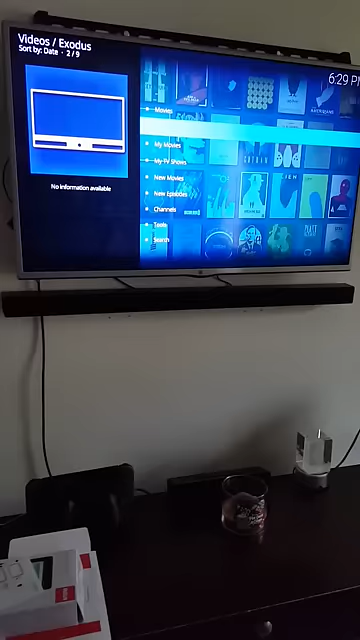 Videos / Exodus
Sort by: Date · 2 / 9
6:29 PM
Movies
My Movies
My TV Shows
No information available
New Movies
New Episodes
Channels
Tools
Search